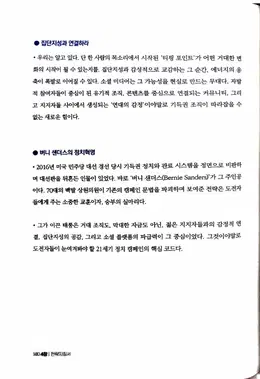 ● 집단지성과 연결하라
• 우리는 알고 있다. 단 한 사람의 목소리에서 시작된 '티핑 포인트'가 어떤 거대한 변
화의 시작이 될 수 있는지를. 집단지성과 감성적으로 교감하는 그 순간, 에너지의 응
축이 폭발로 이어질 수 있다. 소셜 미디어는 그 가능성을 현실로 만드는 무대다. 자발
적 참여자들이 중심이 된 유기적 조직, 콘텐츠를 중심으로 연결되는 커뮤니티, 그리
고 지지자들 사이에서 생성되는 '연대의 감정'이야말로 기득권 조직이 따라잡을 수
없는 새로운 힘이다.
● 버니 샌더스의 정치혁명
• 2016년 미국 민주당 대선 경선 당시 기득권 정치와 관료 시스템을 정면으로 비판하
며 대선판을 뒤흔든 인물이 있었다. 바로 '버니 샌더스(Bernie Sanders)'가 그 주인공
이다. 70대의 백발 상원의원이 기존의 캠페인 문법을 파괴하며 보여준 전략은 도전자
들에게 주는 소중한 교훈이자, 승부의 심리다.
• 그가 이끈 태풍은 거대 조직도, 막대한 자금도 아닌, 젊은 지지자들과의 감정적 연
결, 집단지성의 공감, 그리고 소셜 플랫폼의 파급력이 그 중심이었다. 그것이야말로
도전자들이 눈여겨봐야 할 21세기 정치 캠페인의 핵심 코드다.